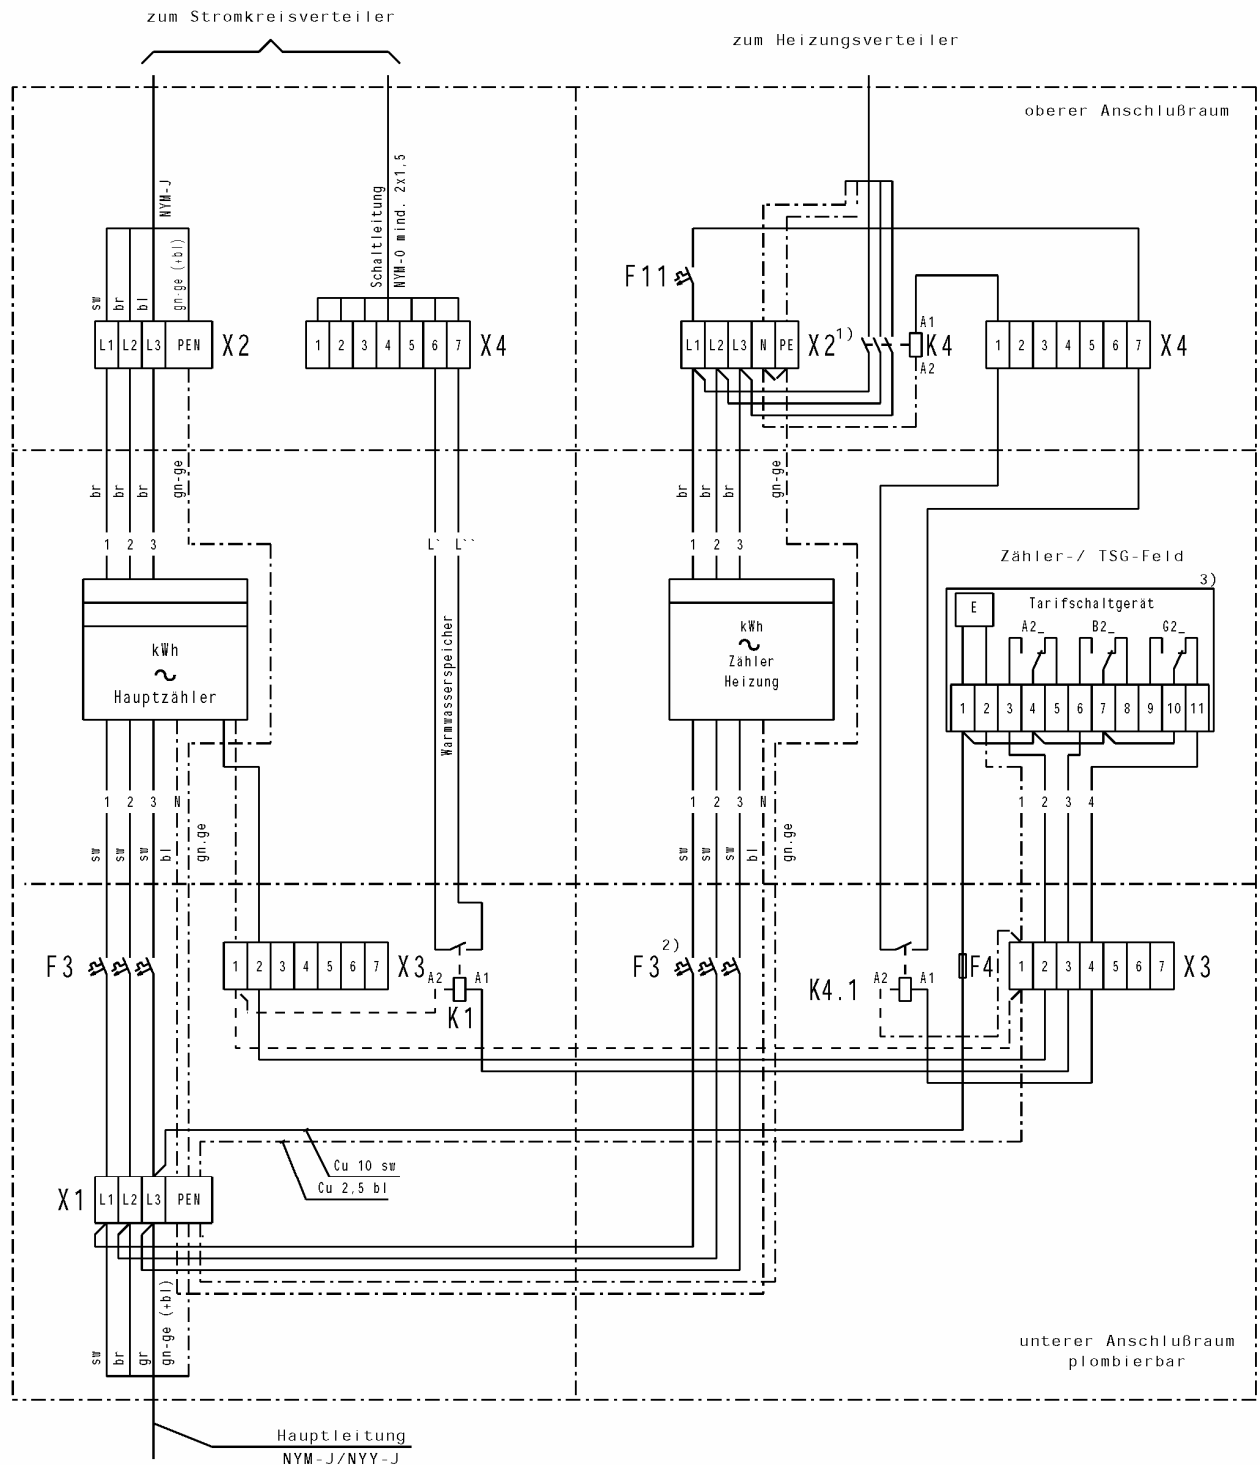 zum Stromkreisverteiler
zum Heizungsverteiler
oberer Anschlußraum
NYM-J
Schaltleitung
NYM-O mind. 2x1,5
sw br bl gn-ge (+bl)
L1 L2 L3 PEN X2
1 2 3 4 5 6 7 X4
F11
L1 L2 L3 N PE X2 1)
A1
K4
A2
1 2 3 4 5 6 7 X4
br br br gn-ge
br br br gn-ge
1 2 3
L` L``
1 2 3
Zähler-/ TSG-Feld
3)
kWh
Hauptzähler
Warmwasserspeicher
kWh
Zähler
Heizung
E Tarifschaltgerät
A2_ B2_ G2_
1 2 3 4 5 6 7 8 9 10 11
1 2 3 N
1 2 3 N
1 2 3 4
sw sw sw bl gn.ge
sw sw sw bl gn.ge
F3
1 2 3 4 5 6 7 X3
A2 A1
K1
2)
F3
K4.1
A2 A1
F4
1 2 3 4 5 6 7 X3
Cu 10 sw
Cu 2,5 bl
X1 L1 L2 L3 PEN
sw br gr gn-ge (+bl)
unterer Anschlußraum
plombierbar
Hauptleitung
NYM-J/NYY-J